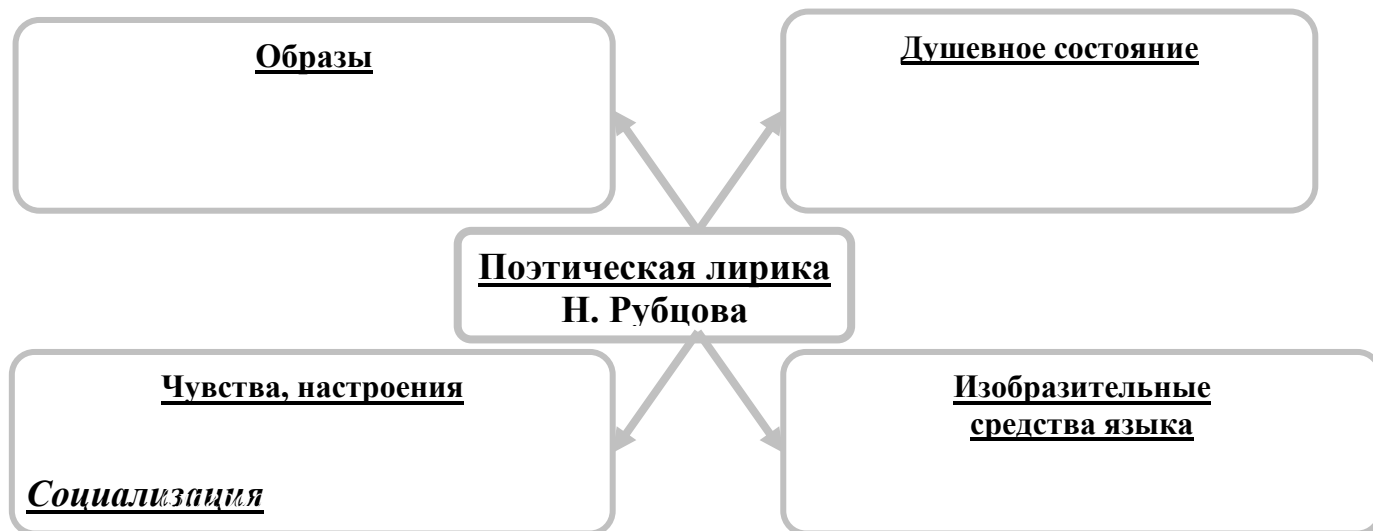 Образы
Душевное состояние
Поэтическая лирика
Н. Рубцова
Чувства, настроения
Изобразительные
средства языка
Социализация